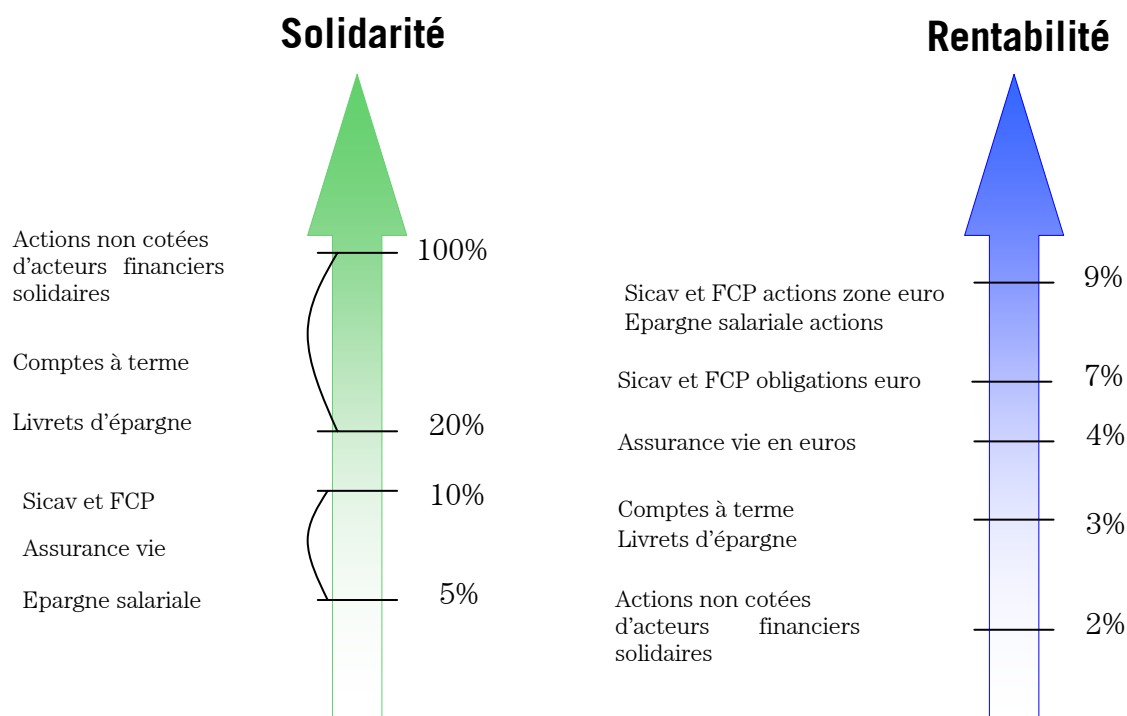 Solidarité
Actions non cotées
d'acteurs financiers
solidaires
100%
Comptes à terme
Livrets d'épargne
20%
Sicav et FCP
10%
Assurance vie
Epargne salariale
5%
Rentabilité
Sicav et FCP actions zone euro
Epargne salariale actions
9%
Sicav et FCP obligations euro
7%
Assurance vie en euros
4%
Comptes à terme
Livrets d'épargne
3%
Actions non cotées
d'acteurs financiers
solidaires
2%